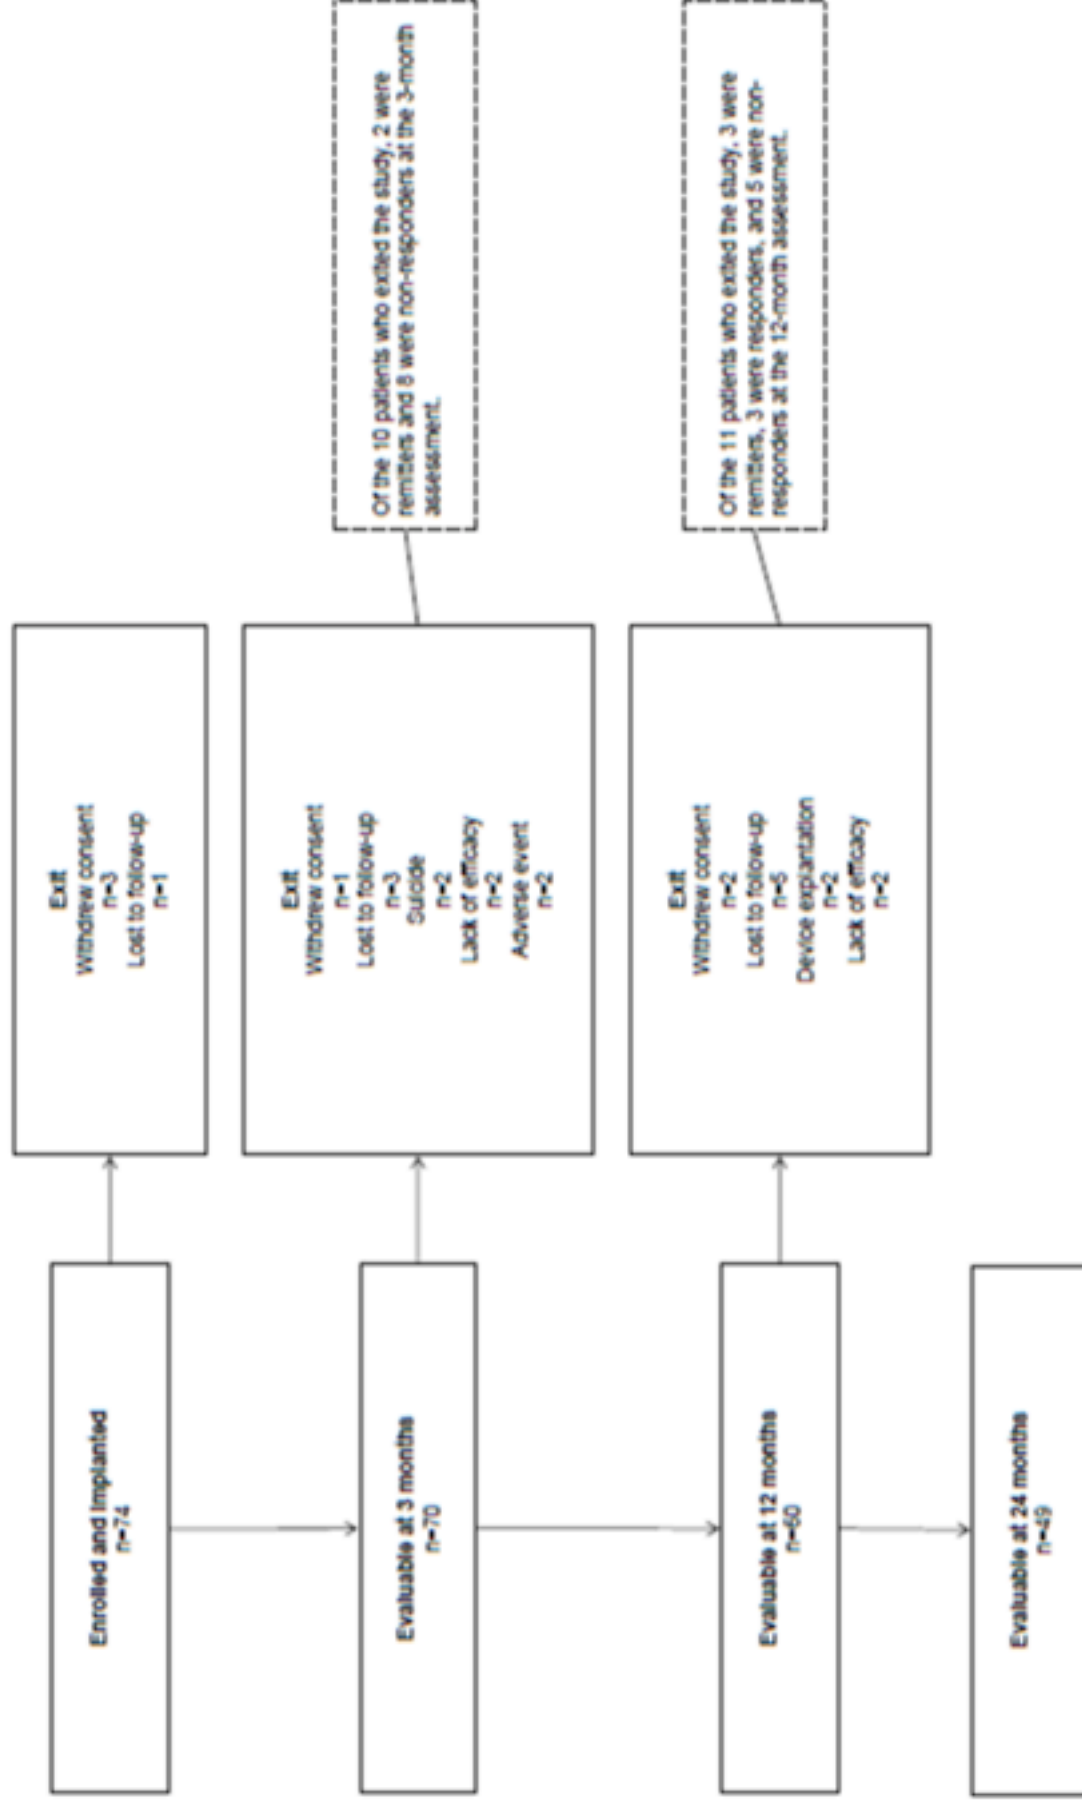 Enrolled and Implanted
n=74
Exit
Withdrew consent
n=3
Lost to follow-up
n=1
Evaluable at 3 months
n=70
Exit
Withdrew consent
n=1
Lost to follow-up
n=3
Suicide
n=2
Lack of efficacy
n=2
Adverse event
n=2
Of the 10 patients who exited the study, 2 were
remitters and 8 were non-responders at the 3-month
assessment.
Evaluable at 12 months
n=60
Exit
Withdrew consent
n=2
Lost to follow-up
n=5
Device explantation
n=2
Lack of efficacy
n=2
Of the 11 patients who exited the study, 3 were
remitters, 3 were responders, and 5 were non-
responders at the 12-month assessment.
Evaluable at 24 months
n=49